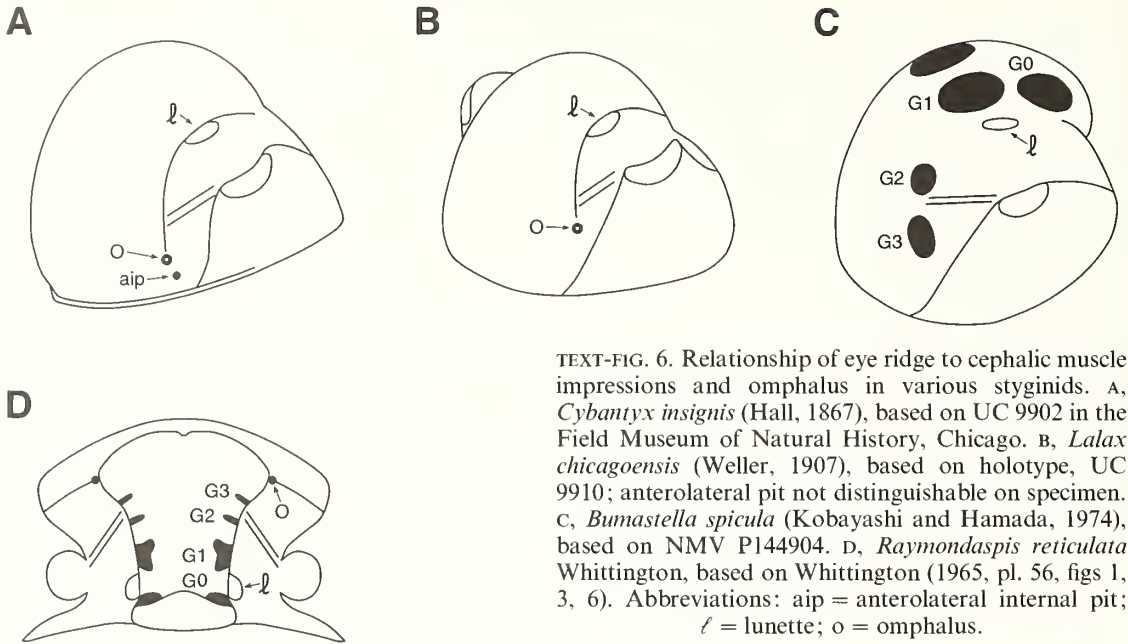 A
ℓ
O
aip
B
ℓ
O
C
G0
G1
ℓ
G2
G3
D
G3
G2
O
G1
G0
ℓ
TEXT-FIG. 6. Relationship of eye ridge to cephalic muscle
impressions and omphalus in various styginids. A,
Cybantyx insignis (Hall, 1867), based on UC 9902 in the
Field Museum of Natural History, Chicago. B, Lalax
chicagoensis (Weller, 1907), based on holotype, UC
9910; anterolateral pit not distinguishable on specimen.
C, Bumastella spicula (Kobayashi and Hamada, 1974),
based on NMV P144904. D, Raymondaspis reticulata
Whittington, based on Whittington (1965, pl. 56, figs 1,
3, 6). Abbreviations: aip = anterolateral internal pit;
ℓ = lunette; o = omphalus.